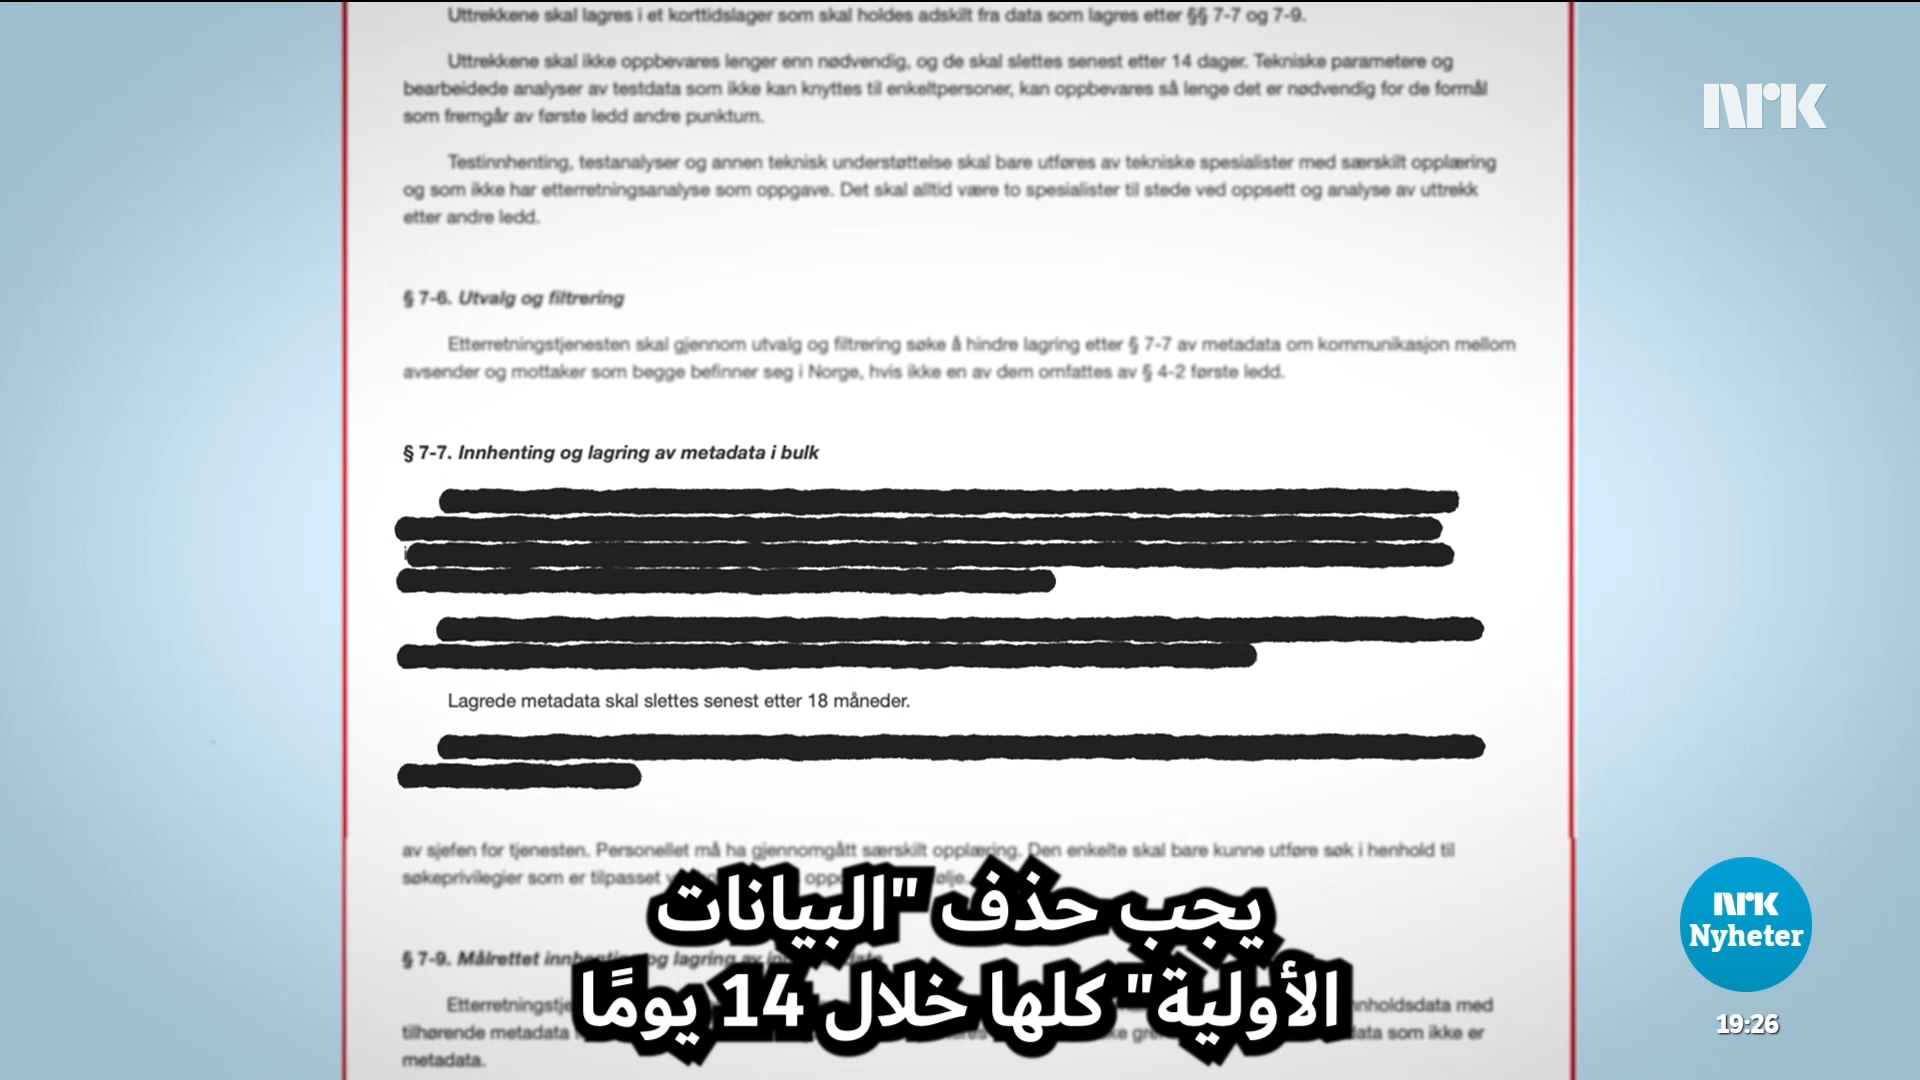 Uttrekkene skal lagres i et korttidslager som skal holdes adskilt fra data som lagres etter §§ 7-7 og 7-9.
Uttrekkene skal ikke oppbevares lenger enn nødvendig, og de skal slettes senest etter 14 dager. Tekniske parametere og
bearbeidede analyser av testdata som ikke kan knyttes til enkeltpersoner, kan oppbevares så lenge det er nødvendig for de formål
som fremgår av første ledd andre punktum.
nrk
Testinnhenting, testanalyser og annen teknisk understøttelse skal bare utføres av tekniske spesialister med særskilt opplæring
og som ikke har etterretningsanalyse som oppgave. Det skal alltid være to spesialister til stede ved oppsett og analyse av uttrekk
etter andre ledd.
§ 7-6. Utvalg og filtrering
Etterretningstjenesten skal gjennom utvalg og filtrering søke å hindre lagring etter § 7-7 av metadata om kommunikasjon mellom
avsender og mottaker som begge befinner seg i Norge, hvis ikke en av dem omfattes av § 4-2 første ledd.
§ 7-7. Innhenting og lagring av metadata i bulk
Lagrede metadata skal slettes senest etter 18 måneder.
av sjefen for tjenesten. Personellet må ha gjennomgått særskilt opplæring. Den enkelte skal bare kunne utføre søk i henhold til
søkeprivilegier som er tilpasset
§ 7-9. Målrettet og lagring av
tilhørende metadata
med
som ikke er
metadata.
يجب حذف "البيانات
الأولية" كلها خلال 14 يومًا
nrk
Nyheter
19:26